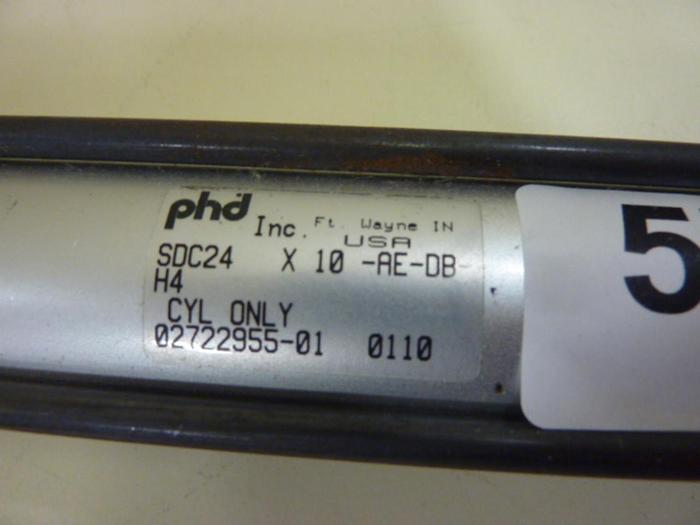 phd Inc. Ft. Wayne IN
USA
SDC24 X 10 -AE-DB-
H4
CYL ONLY
02722955-01 0110
5